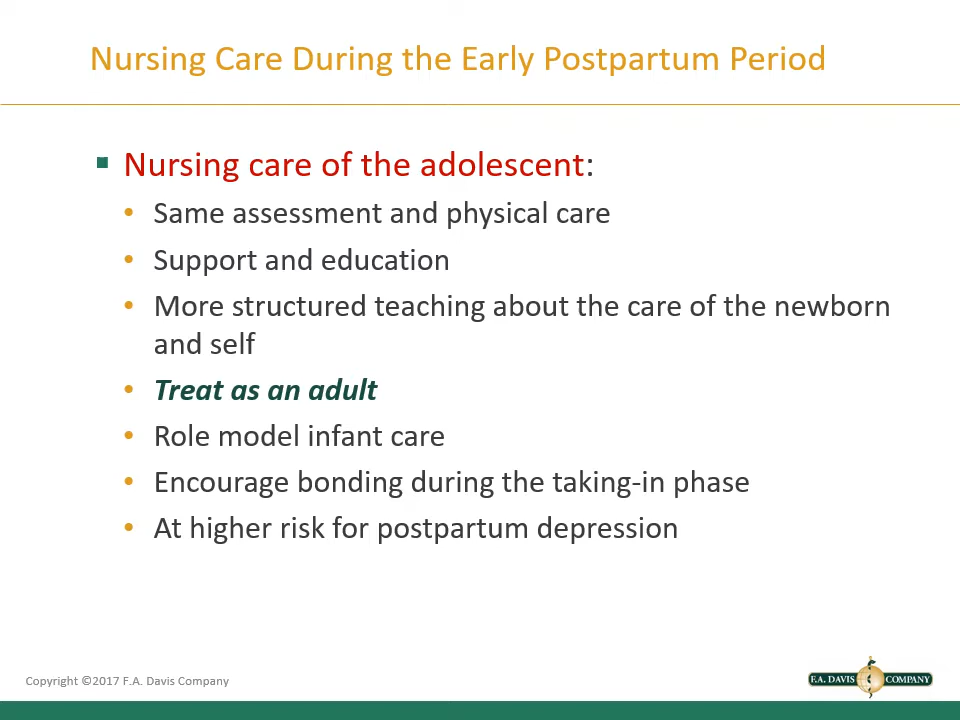 Nursing Care During the Early Postpartum Period
▪ Nursing care of the adolescent:
• Same assessment and physical care
• Support and education
• More structured teaching about the care of the newborn
and self
• Treat as an adult
• Role model infant care
• Encourage bonding during the taking-in phase
• At higher risk for postpartum depression
Copyright ©2017 F.A. Davis Company
F.A. DAVIS COMPANY